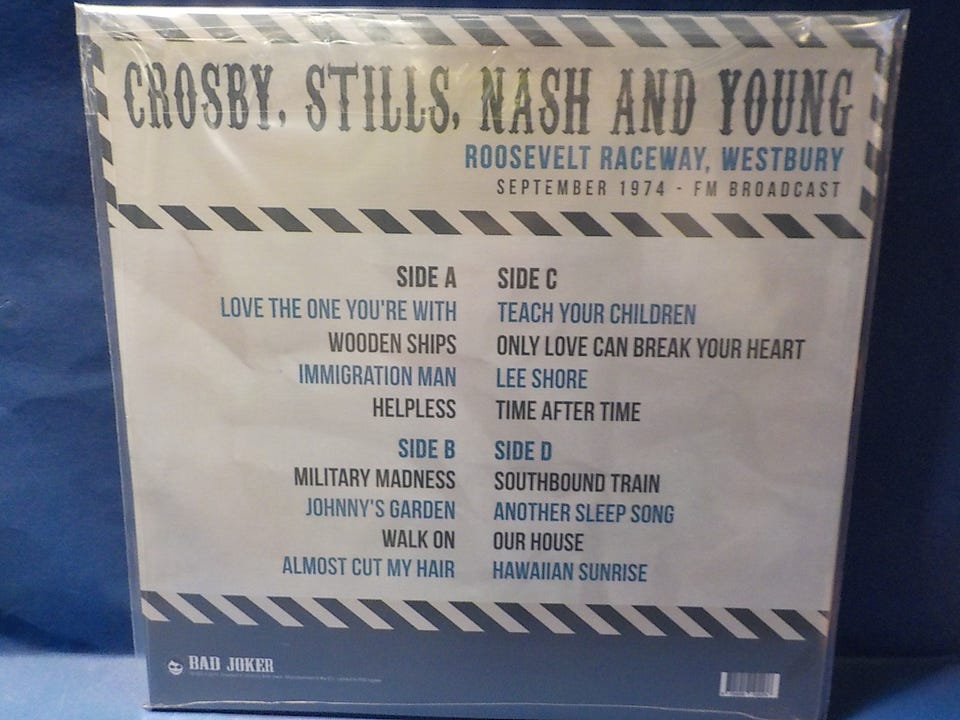 CROSBY, STILLS, NASH AND YOUNG
ROOSEVELT RACEWAY, WESTBURY
SEPTEMBER 1974 - FM BROADCAST
SIDE A
LOVE THE ONE YOU'RE WITH
WOODEN SHIPS
IMMIGRATION MAN
HELPLESS
SIDE B
MILITARY MADNESS
JOHNNY'S GARDEN
WALK ON
ALMOST CUT MY HAIR
SIDE C
TEACH YOUR CHILDREN
ONLY LOVE CAN BREAK YOUR HEART
LEE SHORE
TIME AFTER TIME
SIDE D
SOUTHBOUND TRAIN
ANOTHER SLEEP SONG
OUR HOUSE
HAWAIIAN SUNRISE
BAD JOKER